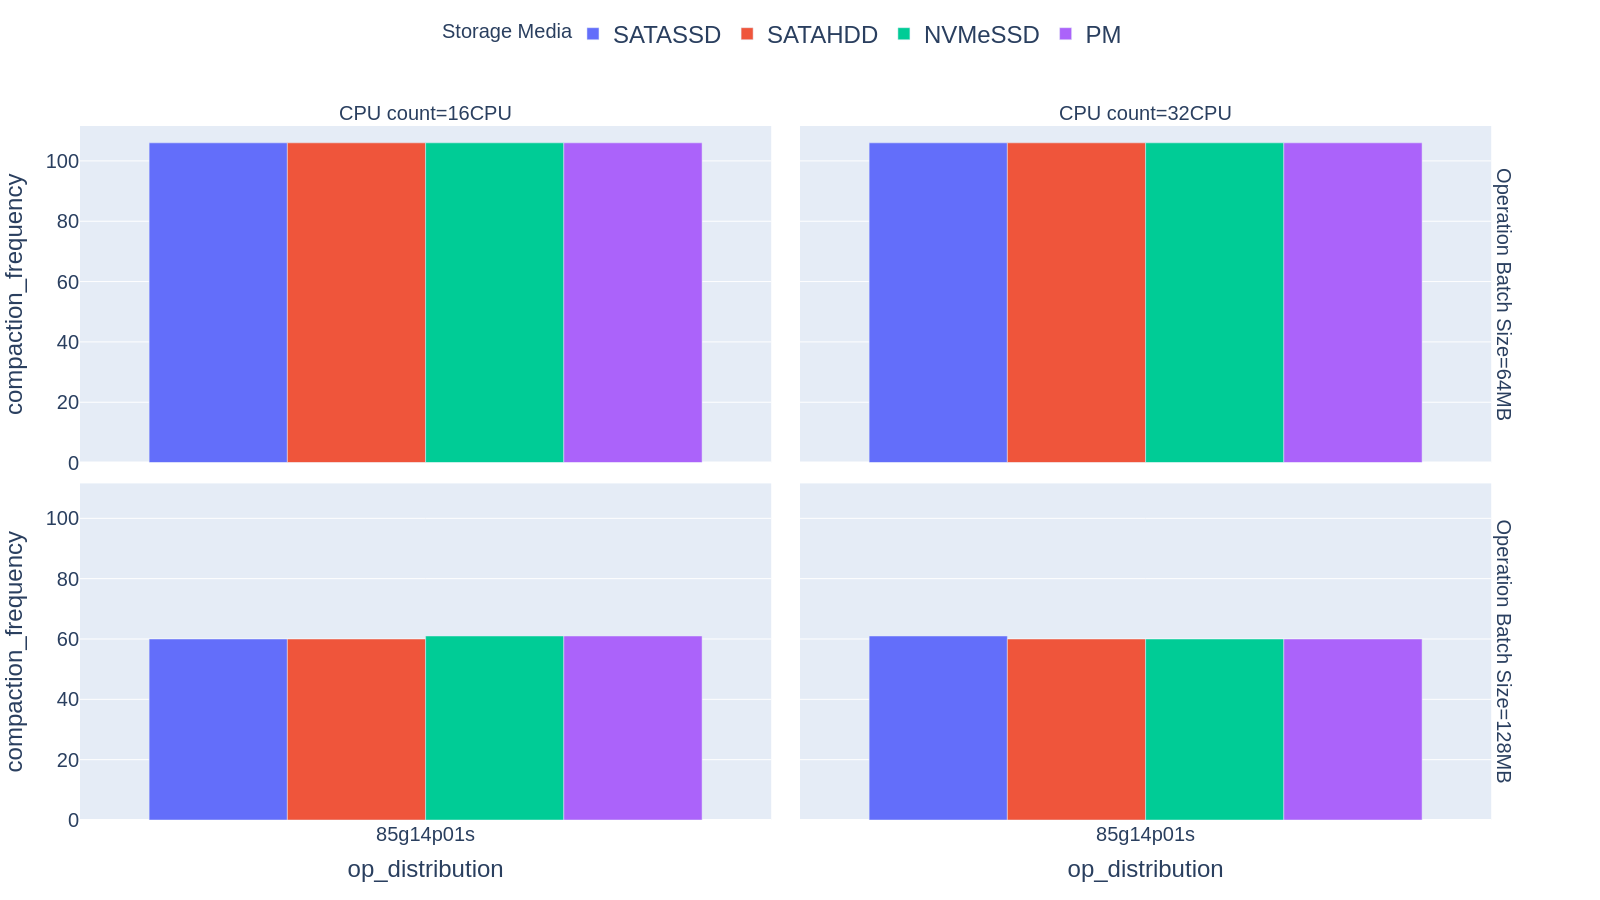 Storage Media SATASSD SATAHDD NVMeSSD PM
CPU count=16CPU
CPU count=32CPU
compaction_frequency
100
80
60
40
20
0
Operation Batch Size=64MB
compaction_frequency
100
80
60
40
20
0
Operation Batch Size=128MB
85g14p01s
85g14p01s
op_distribution
op_distribution